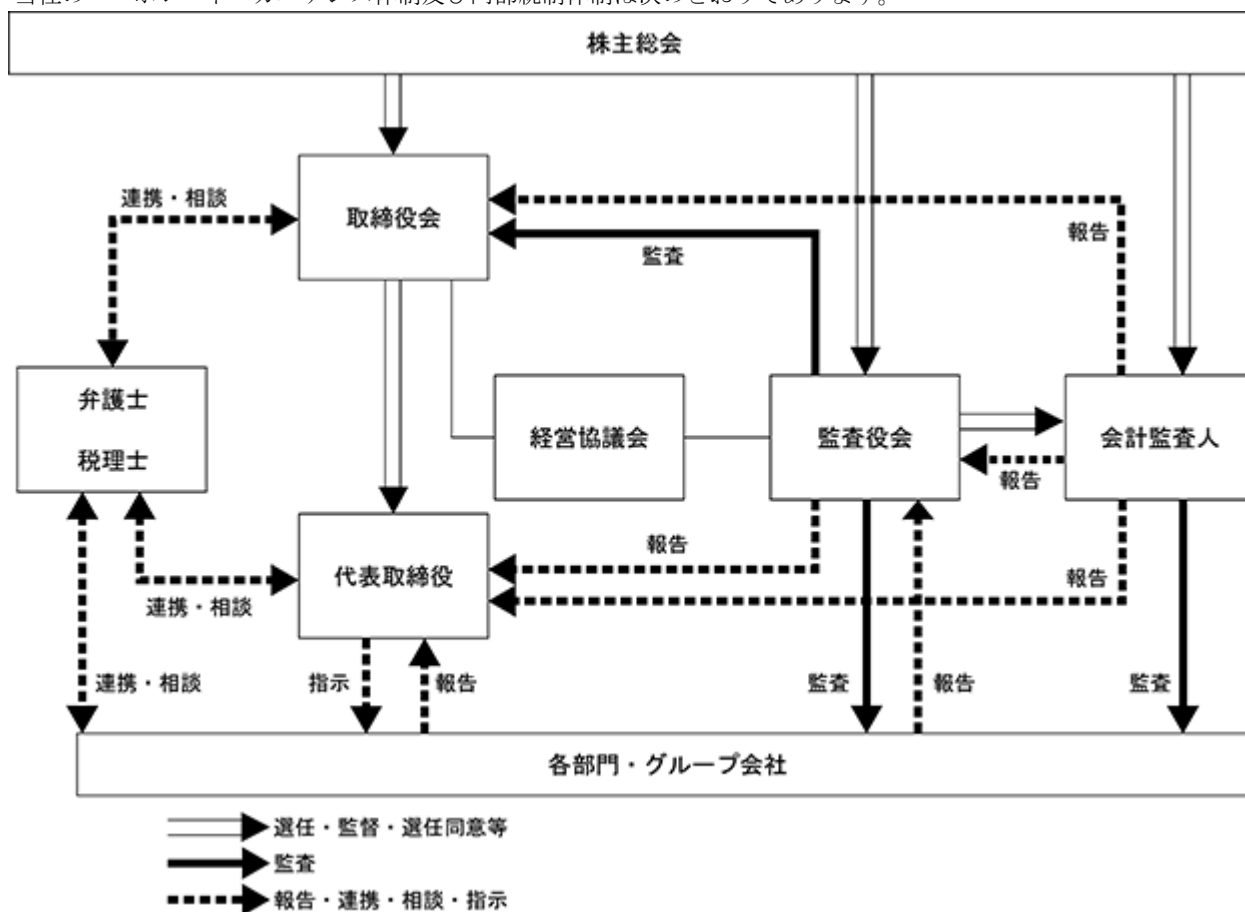 株主総会
連携・相談
取締役会
報告
監査
弁護士
税理士
経営協議会
監査役会
会計監査人
報告
代表取締役
報告
報告
連携・相談
連携・相談
指示
報告
監査
報告
監査
各部門・グループ会社
選任・監督・選任同意等
監査
報告・連携・相談・指示